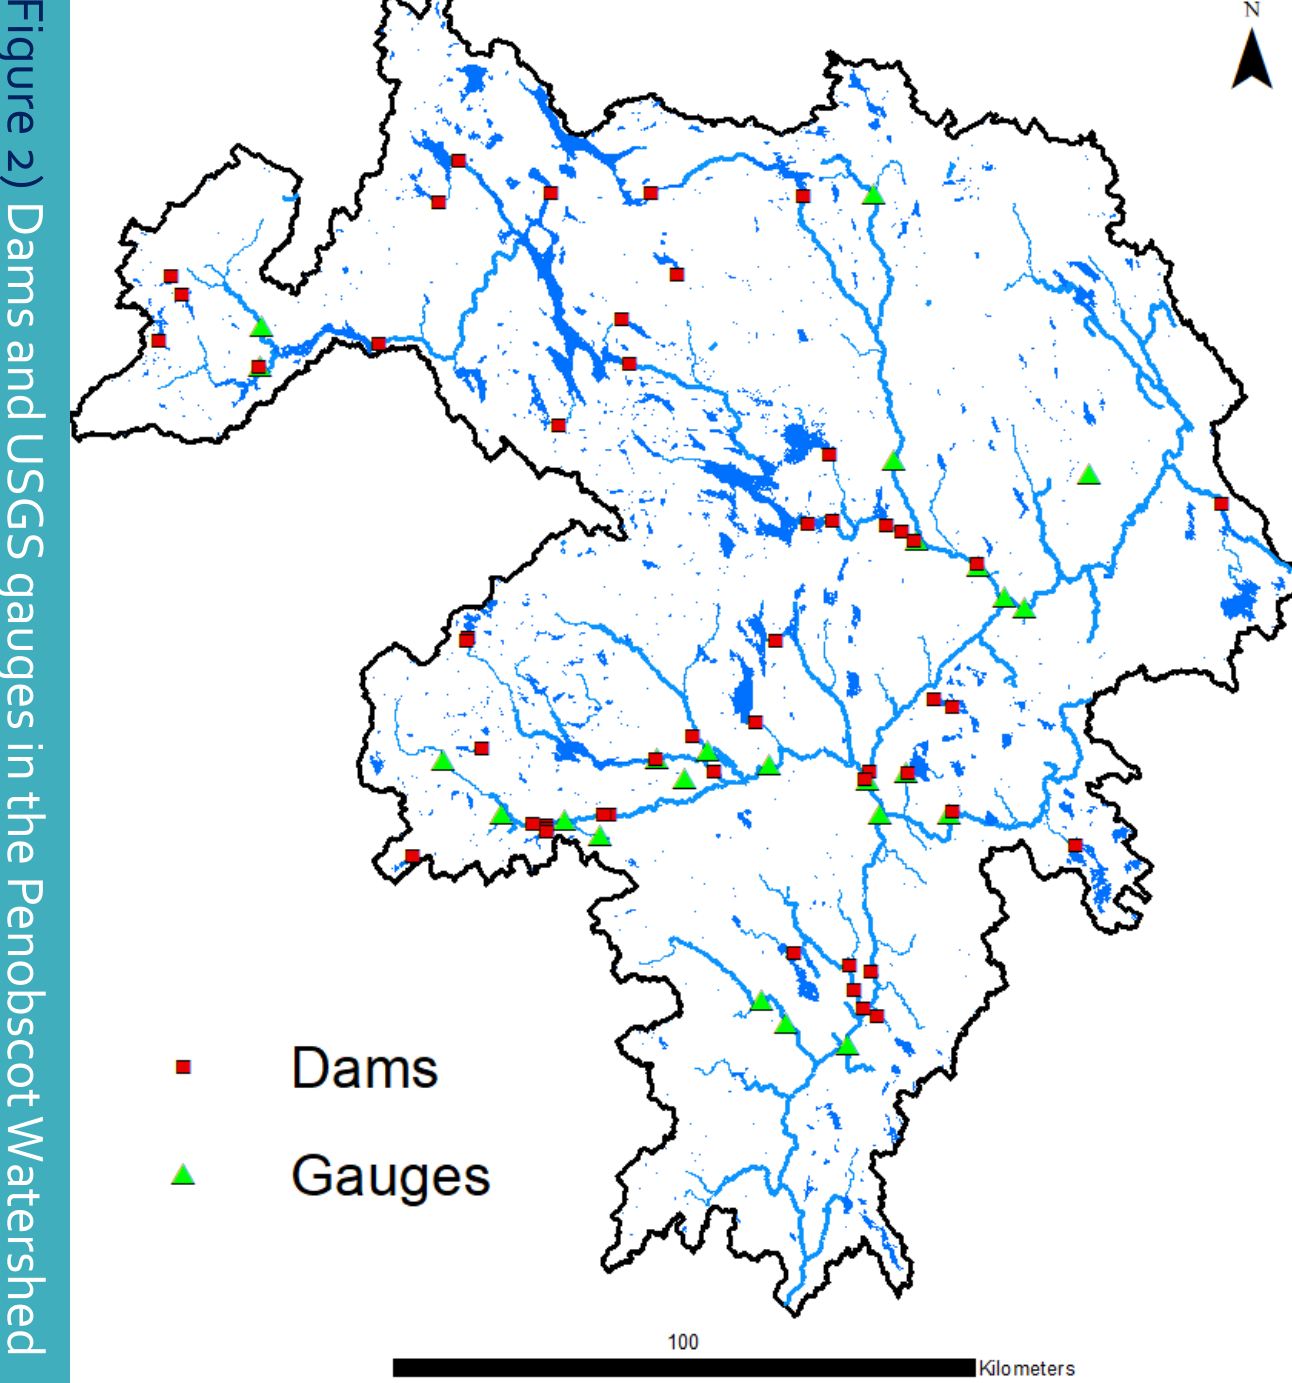 Figure 2) Dams and USGS gauges in the Penobscot Watershed
N
Dams
Gauges
100
Kilometers